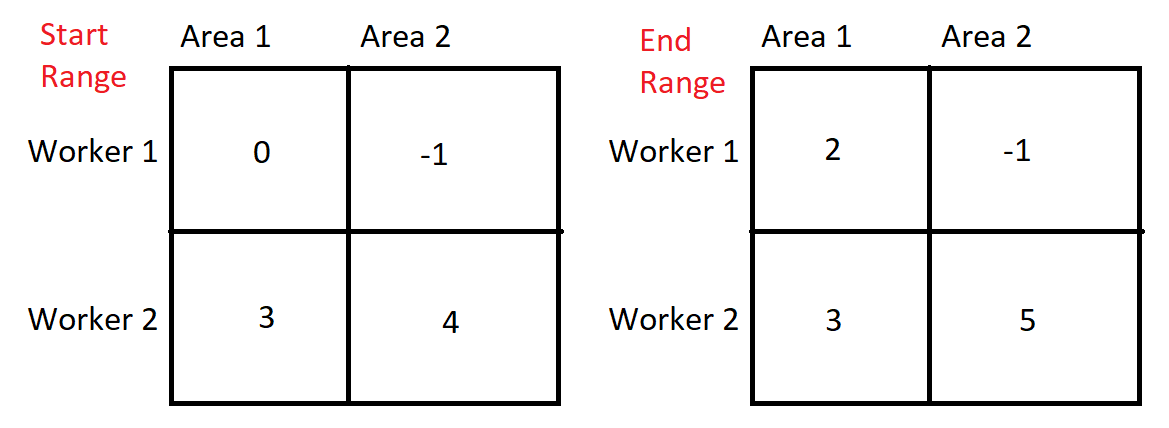 Start Range
Area 1 Area 2
Worker 1 0 -1
Worker 2 3 4
End Range
Area 1 Area 2
Worker 1 2 -1
Worker 2 3 5